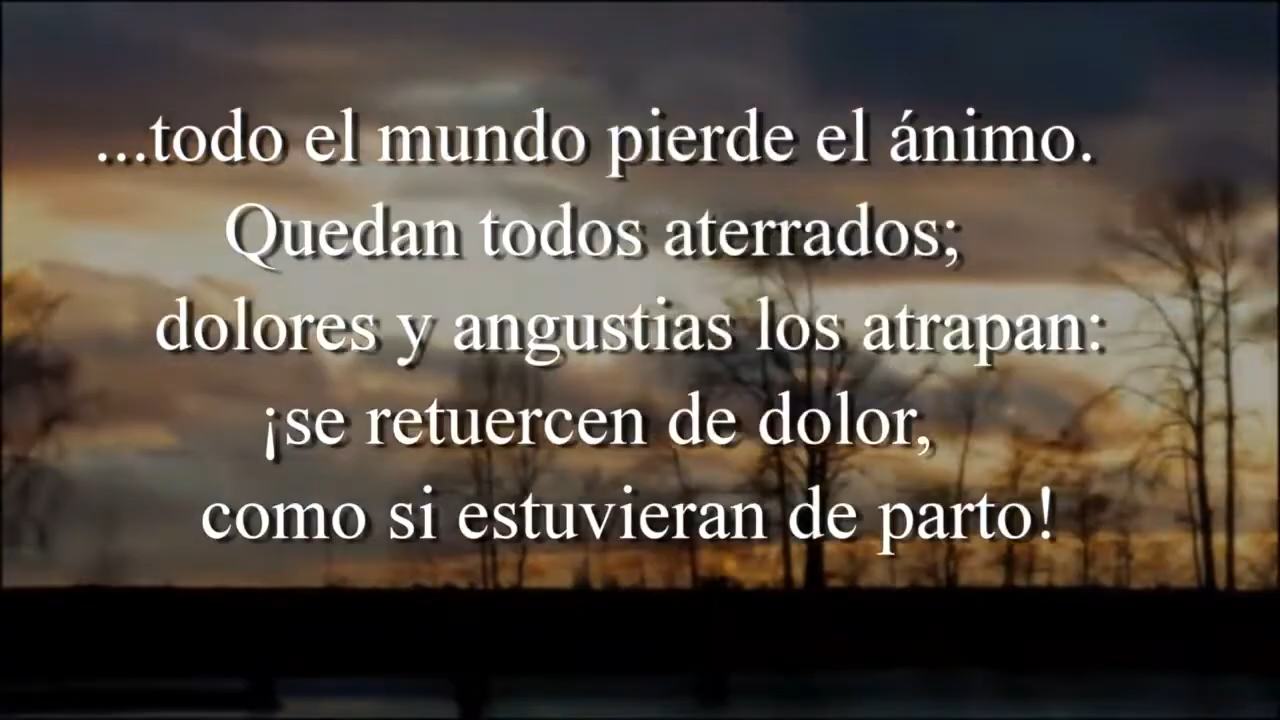 ...todo el mundo pierde el ánimo.
Quedan todos aterrados;
dolores y angustias los atrapan:
¡se retuercen de dolor,
como si estuvieran de parto!